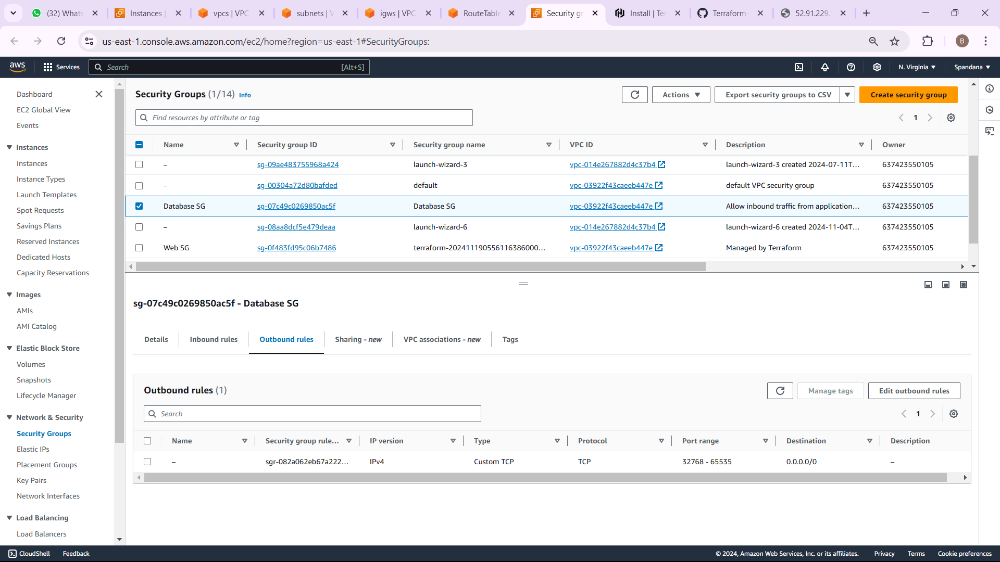 (32) Whats
Instances |
vpcs | VPC
subnets | V
igws | VPC
RouteTable
Security gr
Install | Ter
Terraform-
52.91.229.
us-east-1.console.aws.amazon.com/ec2/home?region=us-east-1#SecurityGroups:
B
aws
Services
Search
[Alt+S]
N. Virginia
Spandana
Dashboard
EC2 Global View
Events
Instances
Instances
Instance Types
Launch Templates
Spot Requests
Savings Plans
Reserved Instances
Dedicated Hosts
Capacity Reservations
Images
AMIs
AMI Catalog
Elastic Block Store
Volumes
Snapshots
Lifecycle Manager
Network & Security
Security Groups
Elastic IPs
Placement Groups
Key Pairs
Network Interfaces
Load Balancing
Load Balancers
Security Groups (1/14) Info
Actions
Export security groups to CSV
Create security group
Find resources by attribute or tag
1
Name Security group ID Security group name VPC ID Description Owner
– sg-09ae483755968a424 launch-wizard-3 vpc-014e267882d4c37b4 launch-wizard-3 created 2024-07-11T... 637423550105
– sg-00304a72d80bafded default vpc-03922f43caeeb447e default VPC security group 637423550105
Database SG sg-07c49c0269850ac5f Database SG vpc-03922f43caeeb447e Allow inbound traffic from application... 637423550105
– sg-08aa8dcf5e479deaa launch-wizard-6 vpc-014e267882d4c37b4 launch-wizard-6 created 2024-11-04T... 637423550105
Web SG sg-0f483fd95c06b7486 terraform-202411190556116386000... vpc-03922f43caeeb447e Managed by Terraform 637423550105
sg-07c49c0269850ac5f - Database SG
Details
Inbound rules
Outbound rules
Sharing - new
VPC associations - new
Tags
Outbound rules (1)
Manage tags
Edit outbound rules
Search
1
Name Security group rule... IP version Type Protocol Port range Destination Description
– sgr-082a062eb67a222... IPv4 Custom TCP TCP 32768 - 65535 0.0.0.0/0 –
CloudShell
Feedback
© 2024, Amazon Web Services, Inc. or its affiliates.
Privacy
Terms
Cookie preferences